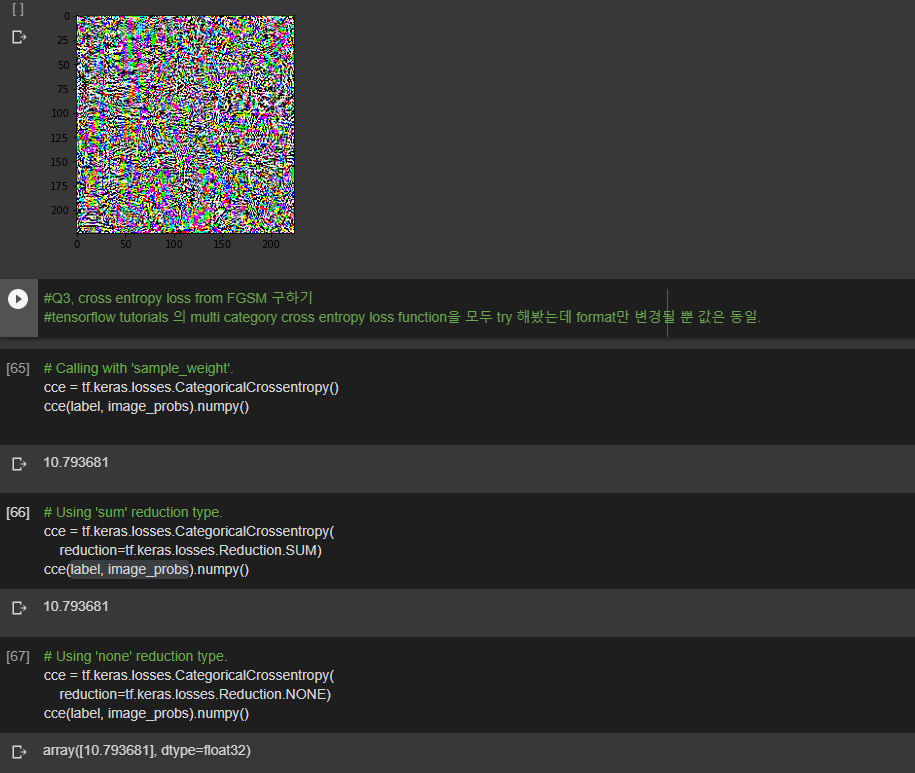 [ ]
0
25
50
75
100
125
150
175
200
0 50 100 150 200
#Q3, cross entropy loss from FGSM 구하기
#tensorflow tutorials 의 multi category cross entropy loss function을 모두 try 해봤는데 format만 변경될 뿐 값은 동일.
[65] # Calling with 'sample_weight'.
cce = tf.keras.losses.CategoricalCrossentropy()
cce(label, image_probs).numpy()
10.793681
[66] # Using 'sum' reduction type.
cce = tf.keras.losses.CategoricalCrossentropy(
reduction=tf.keras.losses.Reduction.SUM)
cce(label, image_probs).numpy()
10.793681
[67] # Using 'none' reduction type.
cce = tf.keras.losses.CategoricalCrossentropy(
reduction=tf.keras.losses.Reduction.NONE)
cce(label, image_probs).numpy()
array([10.793681], dtype=float32)